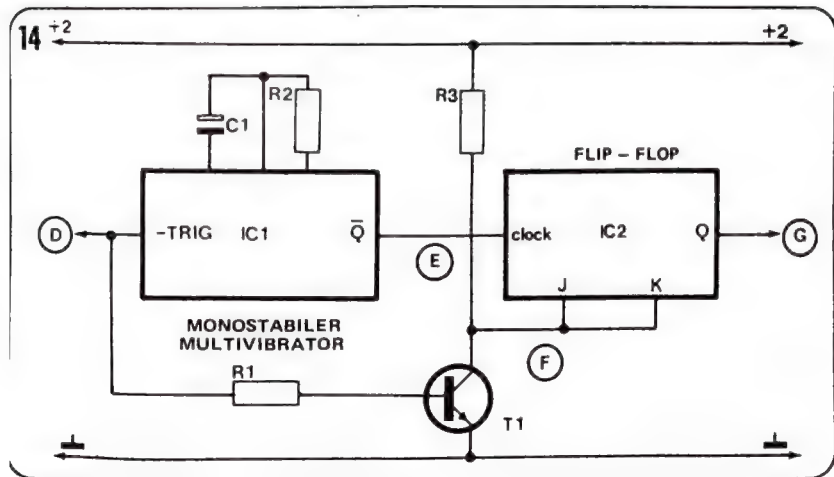 14 +2
+2
R2
C1
R3
FLIP – FLOP
D
-TRIG IC1 Q̅
E
clock IC2 Q
G
J K
MONOSTABILER
MULTIVIBRATOR
F
R1
T1